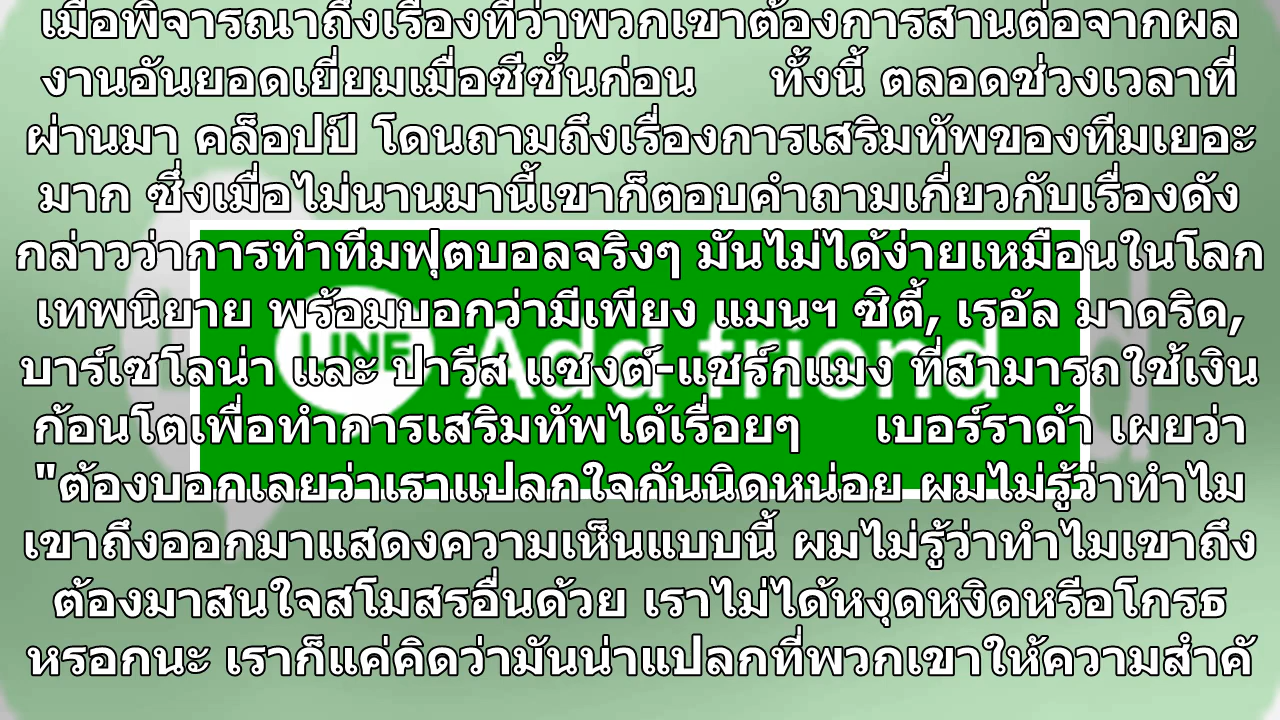 เมื่อพิจารณาถึงเรื่องที่ว่าพวกเขาต้องการสานต่อจากผล
งานอันยอดเยี่ยมเมื่อซีซั่นก่อน ทั้งนี้ ตลอดช่วงเวลาที่
ผ่านมา คล็อปป์ โดนถามถึงเรื่องการเสริมทัพของทีมเยอะ
มาก ซึ่งเมื่อไม่นานมานี้เขาก็ตอบคำถามเกี่ยวกับเรื่องดัง
กล่าวว่าการทำทีมฟุตบอลจริงๆ มันไม่ได้ง่ายเหมือนในโลก
เทพนิยาย พร้อมบอกว่ามีเพียง แมนฯ ซิตี้, เรอัล มาดริด,
บาร์เซโลน่า และ ปารีส แซงต์-แชร์กแมง ที่สามารถใช้เงิน
ก้อนโตเพื่อทำการเสริมทัพได้เรื่อยๆ เบอร์ราด้า เผยว่า
"ต้องบอกเลยว่าเราแปลกใจกันนิดหน่อย ผมไม่รู้ว่าทำไม
เขาถึงออกมาแสดงความเห็นแบบนี้ ผมไม่รู้ว่าทำไมเขาถึง
ต้องมาสนใจสโมสรอื่นด้วย เราไม่ได้หงุดหงิดหรือโกรธ
หรอกนะ เราก็แค่คิดว่ามันน่าแปลกที่พวกเขาให้ความสำคั
LINE Add friend